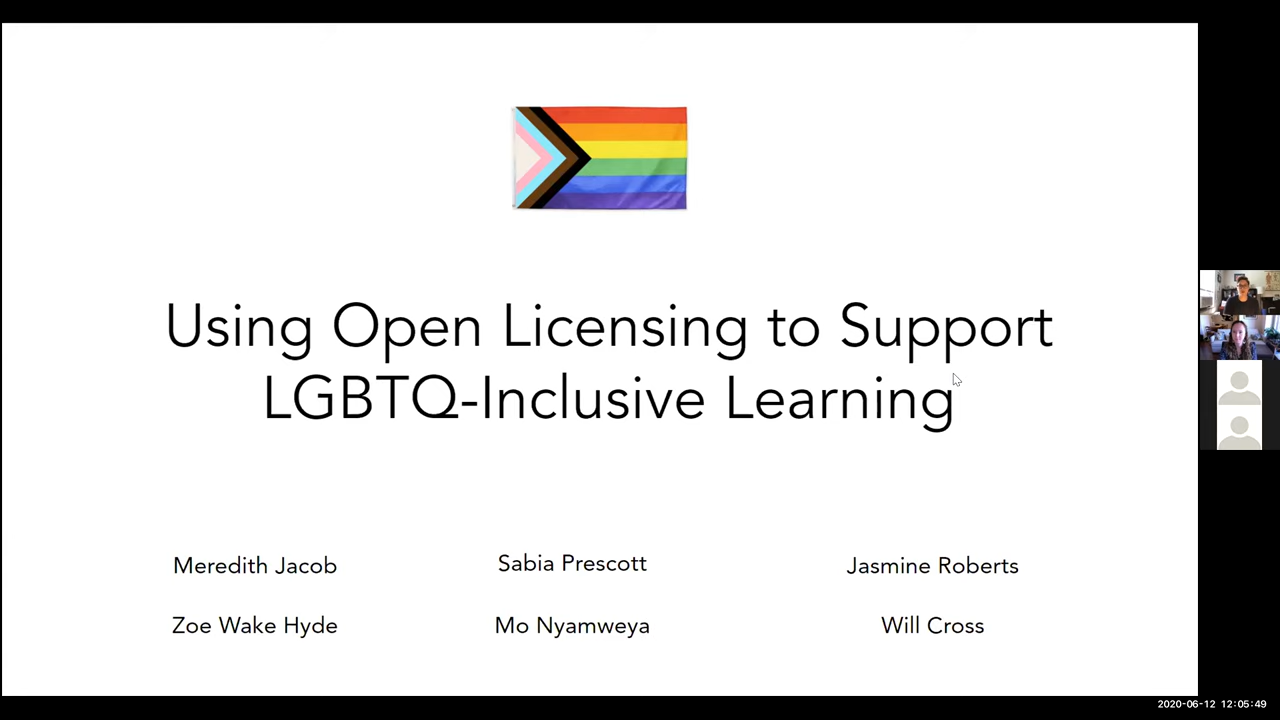 Using Open Licensing to Support
LGBTQ-Inclusive Learning
Meredith Jacob
Sabia Prescott
Jasmine Roberts
Zoe Wake Hyde
Mo Nyamweya
Will Cross
2020-06-12 12:05:49